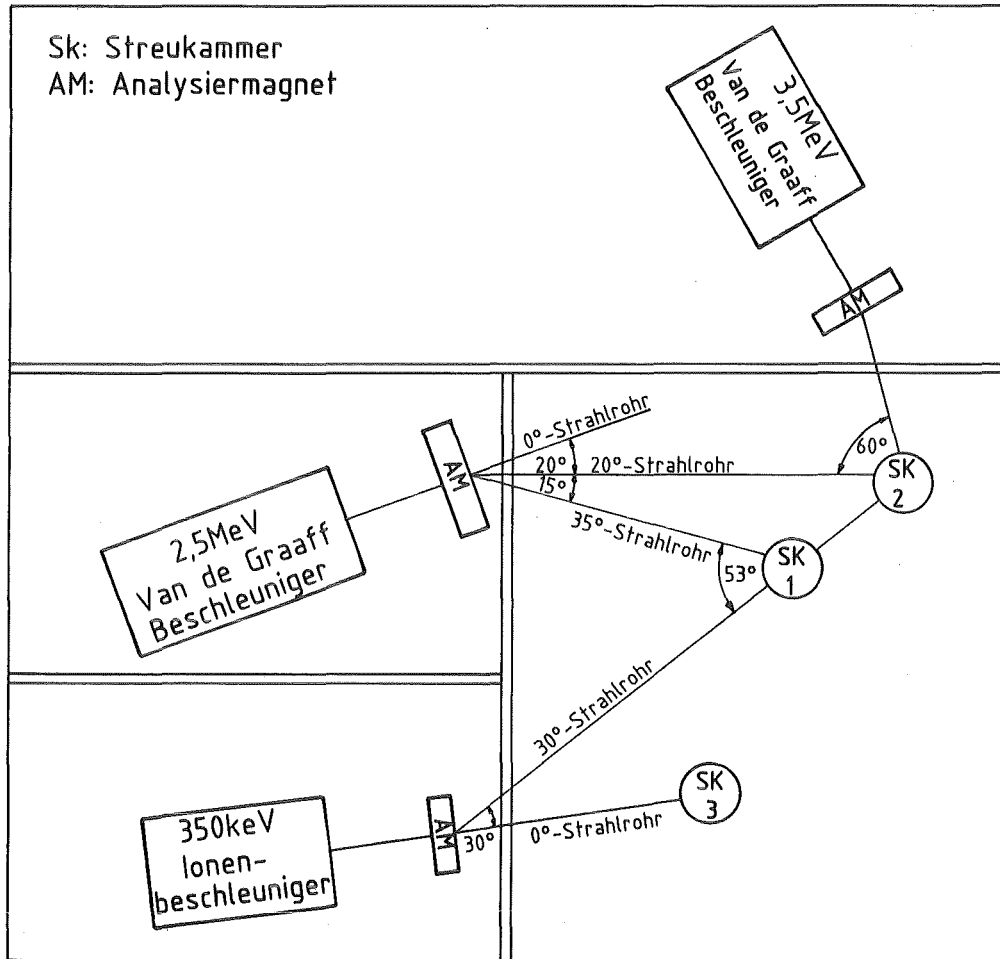 Sk: Streukammer
AM: Analysiermagnet
3,5MeV
Van de Graaff
Beschleuniger
AM
0°-Strahlrohr
20°
20°-Strahlrohr
15°
35°-Strahlrohr
60°
SK
2
AM
2,5MeV
Van de Graaff
Beschleuniger
SK
1
53°
30°-Strahlrohr
SK
3
350keV
Ionen-
beschleuniger
AM
30°
0°-Strahlrohr